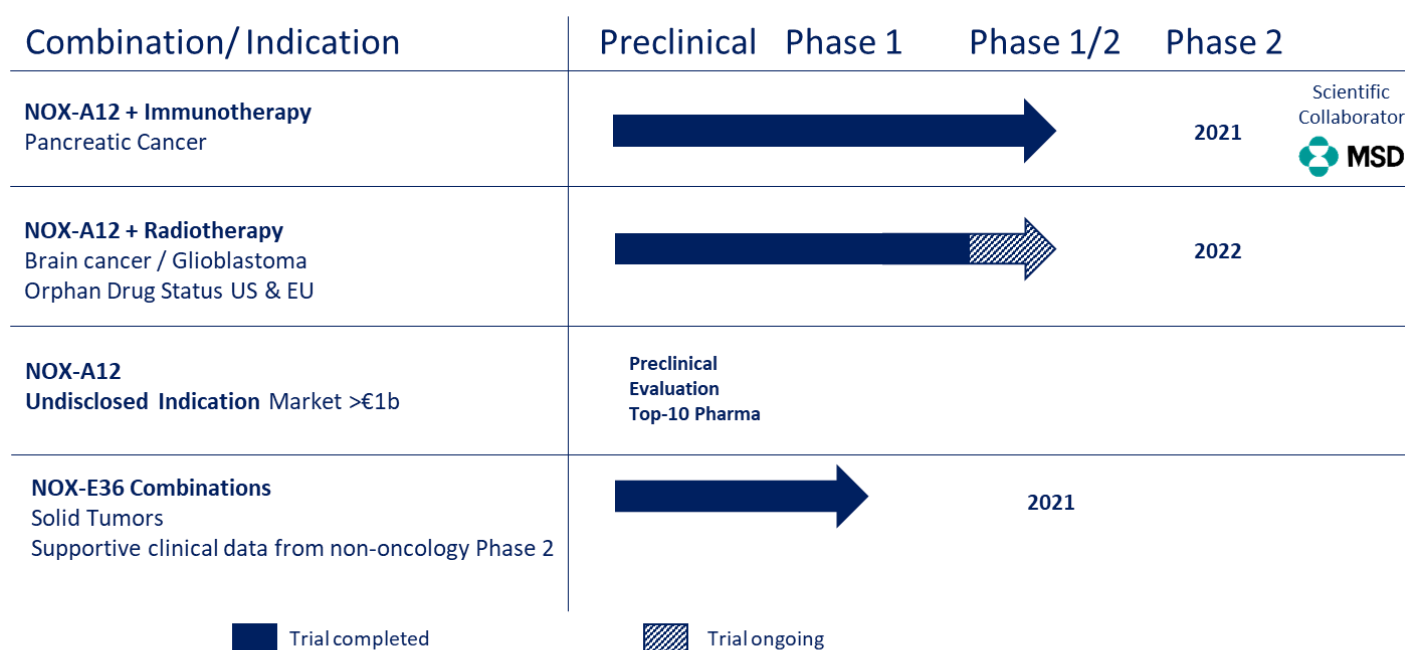 Combination/ Indication Preclinical Phase 1 Phase 1/2 Phase 2
NOX-A12 + Immunotherapy
Pancreatic Cancer
2021
Scientific
Collaborator
MSD
NOX-A12 + Radiotherapy
Brain cancer / Glioblastoma
Orphan Drug Status US & EU
2022
NOX-A12
Undisclosed Indication Market >€1b
Preclinical
Evaluation
Top-10 Pharma
NOX-E36 Combinations
Solid Tumors
Supportive clinical data from non-oncology Phase 2
2021
Trial completed
Trial ongoing